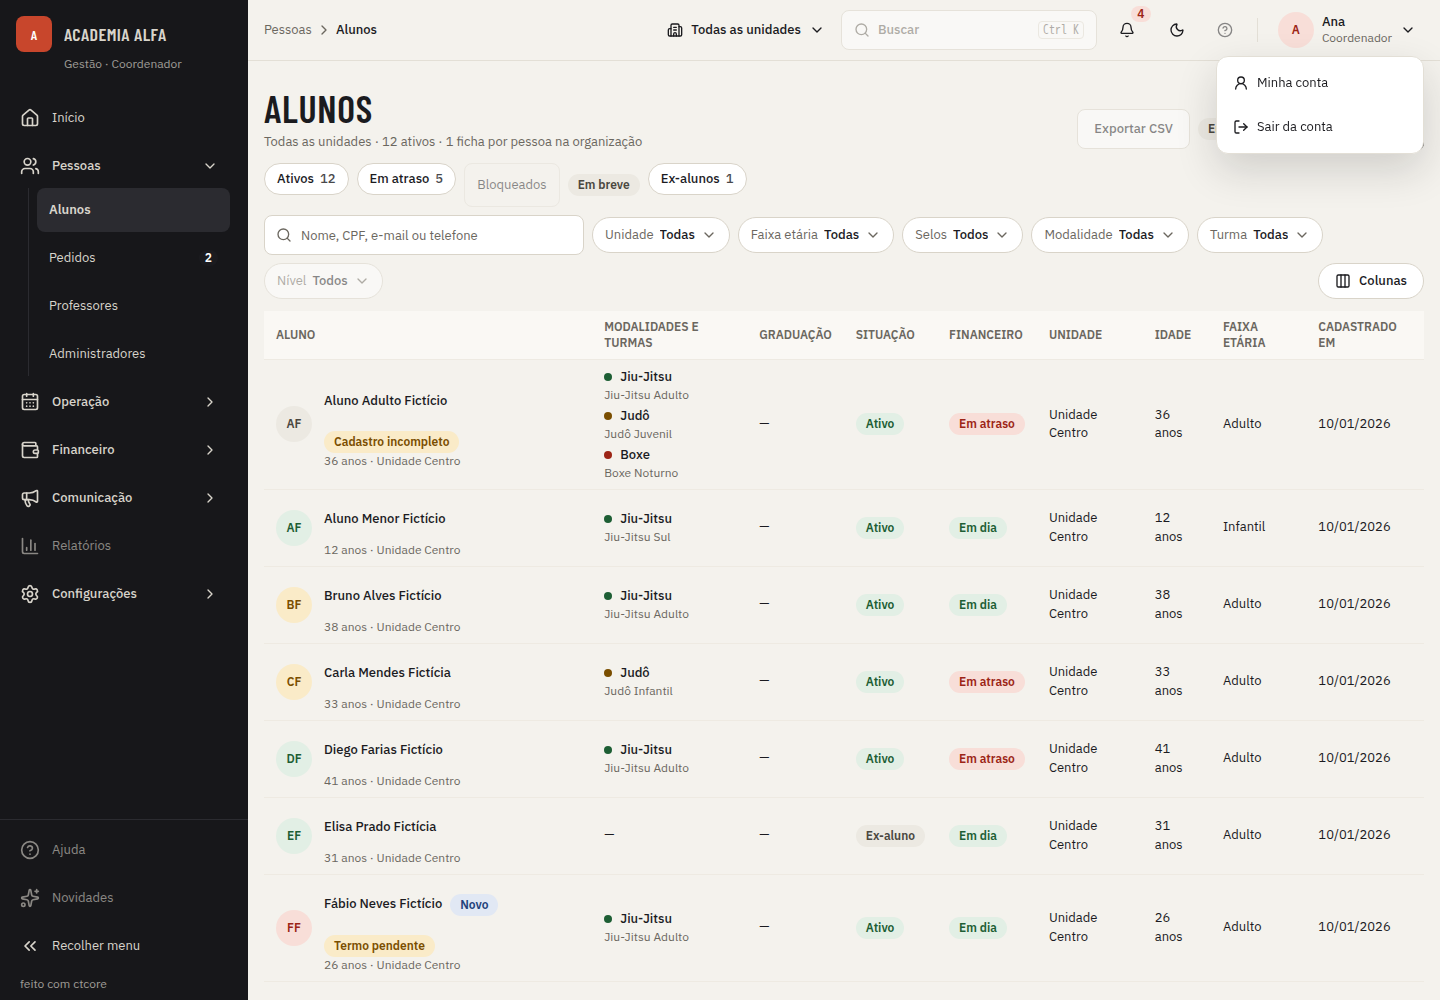 A
ACADEMIA ALFA
Gestão · Coordenador
Início
Pessoas
Alunos
Pedidos 2
Professores
Administradores
Operação
Financeiro
Comunicação
Relatórios
Configurações
Ajuda
Novidades
Recolher menu
feito com ctcore
Pessoas > Alunos
Todas as unidades
Buscar Ctrl K
4
A
Ana
Coordenador
Minha conta
Sair da conta
ALUNOS
Todas as unidades · 12 ativos · 1 ficha por pessoa na organização
Exportar CSV
Ativos 12
Em atraso 5
Bloqueados
Em breve
Ex-alunos 1
Nome, CPF, e-mail ou telefone
Unidade Todas
Faixa etária Todas
Selos Todos
Modalidade Todas
Turma Todas
Nível Todos
Colunas
ALUNO
MODALIDADES E
TURMAS
GRADUAÇÃO
SITUAÇÃO
FINANCEIRO
UNIDADE
IDADE
FAIXA
ETÁRIA
CADASTRADO
EM
AF
Aluno Adulto Fictício
Cadastro incompleto
36 anos · Unidade Centro
Jiu-Jitsu
Jiu-Jitsu Adulto
Judô
Judô Juvenil
Boxe
Boxe Noturno
—
Ativo
Em atraso
Unidade
Centro
36
anos
Adulto
10/01/2026
AF
Aluno Menor Fictício
12 anos · Unidade Centro
Jiu-Jitsu
Jiu-Jitsu Sul
—
Ativo
Em dia
Unidade
Centro
12
anos
Infantil
10/01/2026
BF
Bruno Alves Fictício
38 anos · Unidade Centro
Jiu-Jitsu
Jiu-Jitsu Adulto
—
Ativo
Em dia
Unidade
Centro
38
anos
Adulto
10/01/2026
CF
Carla Mendes Fictícia
33 anos · Unidade Centro
Judô
Judô Infantil
—
Ativo
Em atraso
Unidade
Centro
33
anos
Adulto
10/01/2026
DF
Diego Farias Fictício
41 anos · Unidade Centro
Jiu-Jitsu
Jiu-Jitsu Adulto
—
Ativo
Em atraso
Unidade
Centro
41
anos
Adulto
10/01/2026
EF
Elisa Prado Fictícia
31 anos · Unidade Centro
—
—
Ex-aluno
Em dia
Unidade
Centro
31
anos
Adulto
10/01/2026
FF
Fábio Neves Fictício Novo
Termo pendente
26 anos · Unidade Centro
Jiu-Jitsu
Jiu-Jitsu Adulto
—
Ativo
Em dia
Unidade
Centro
26
anos
Adulto
10/01/2026